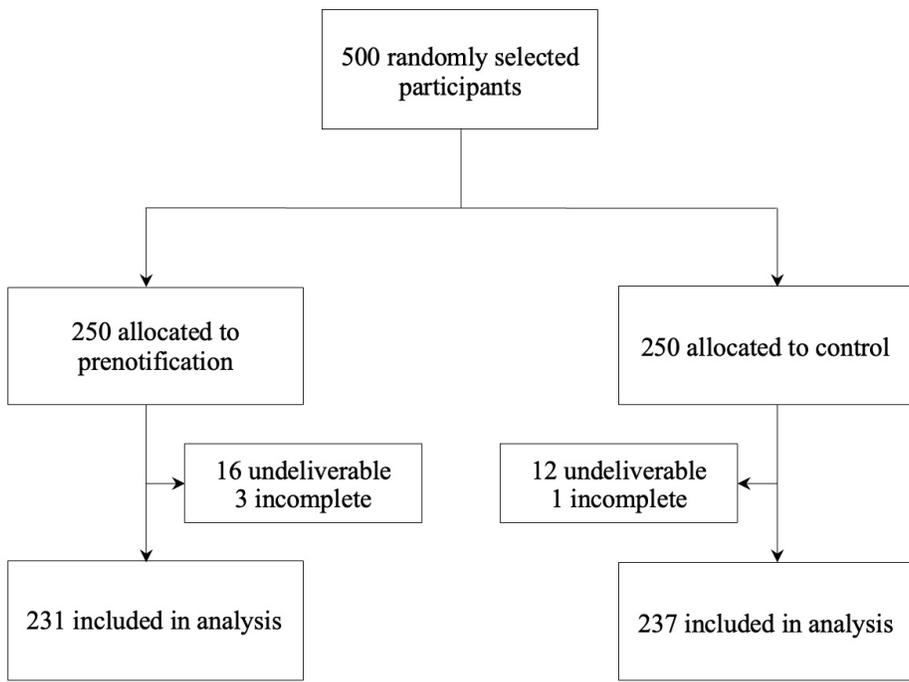 500 randomly selected
participants
250 allocated to
prenotification
250 allocated to control
16 undeliverable
3 incomplete
12 undeliverable
1 incomplete
231 included in analysis
237 included in analysis